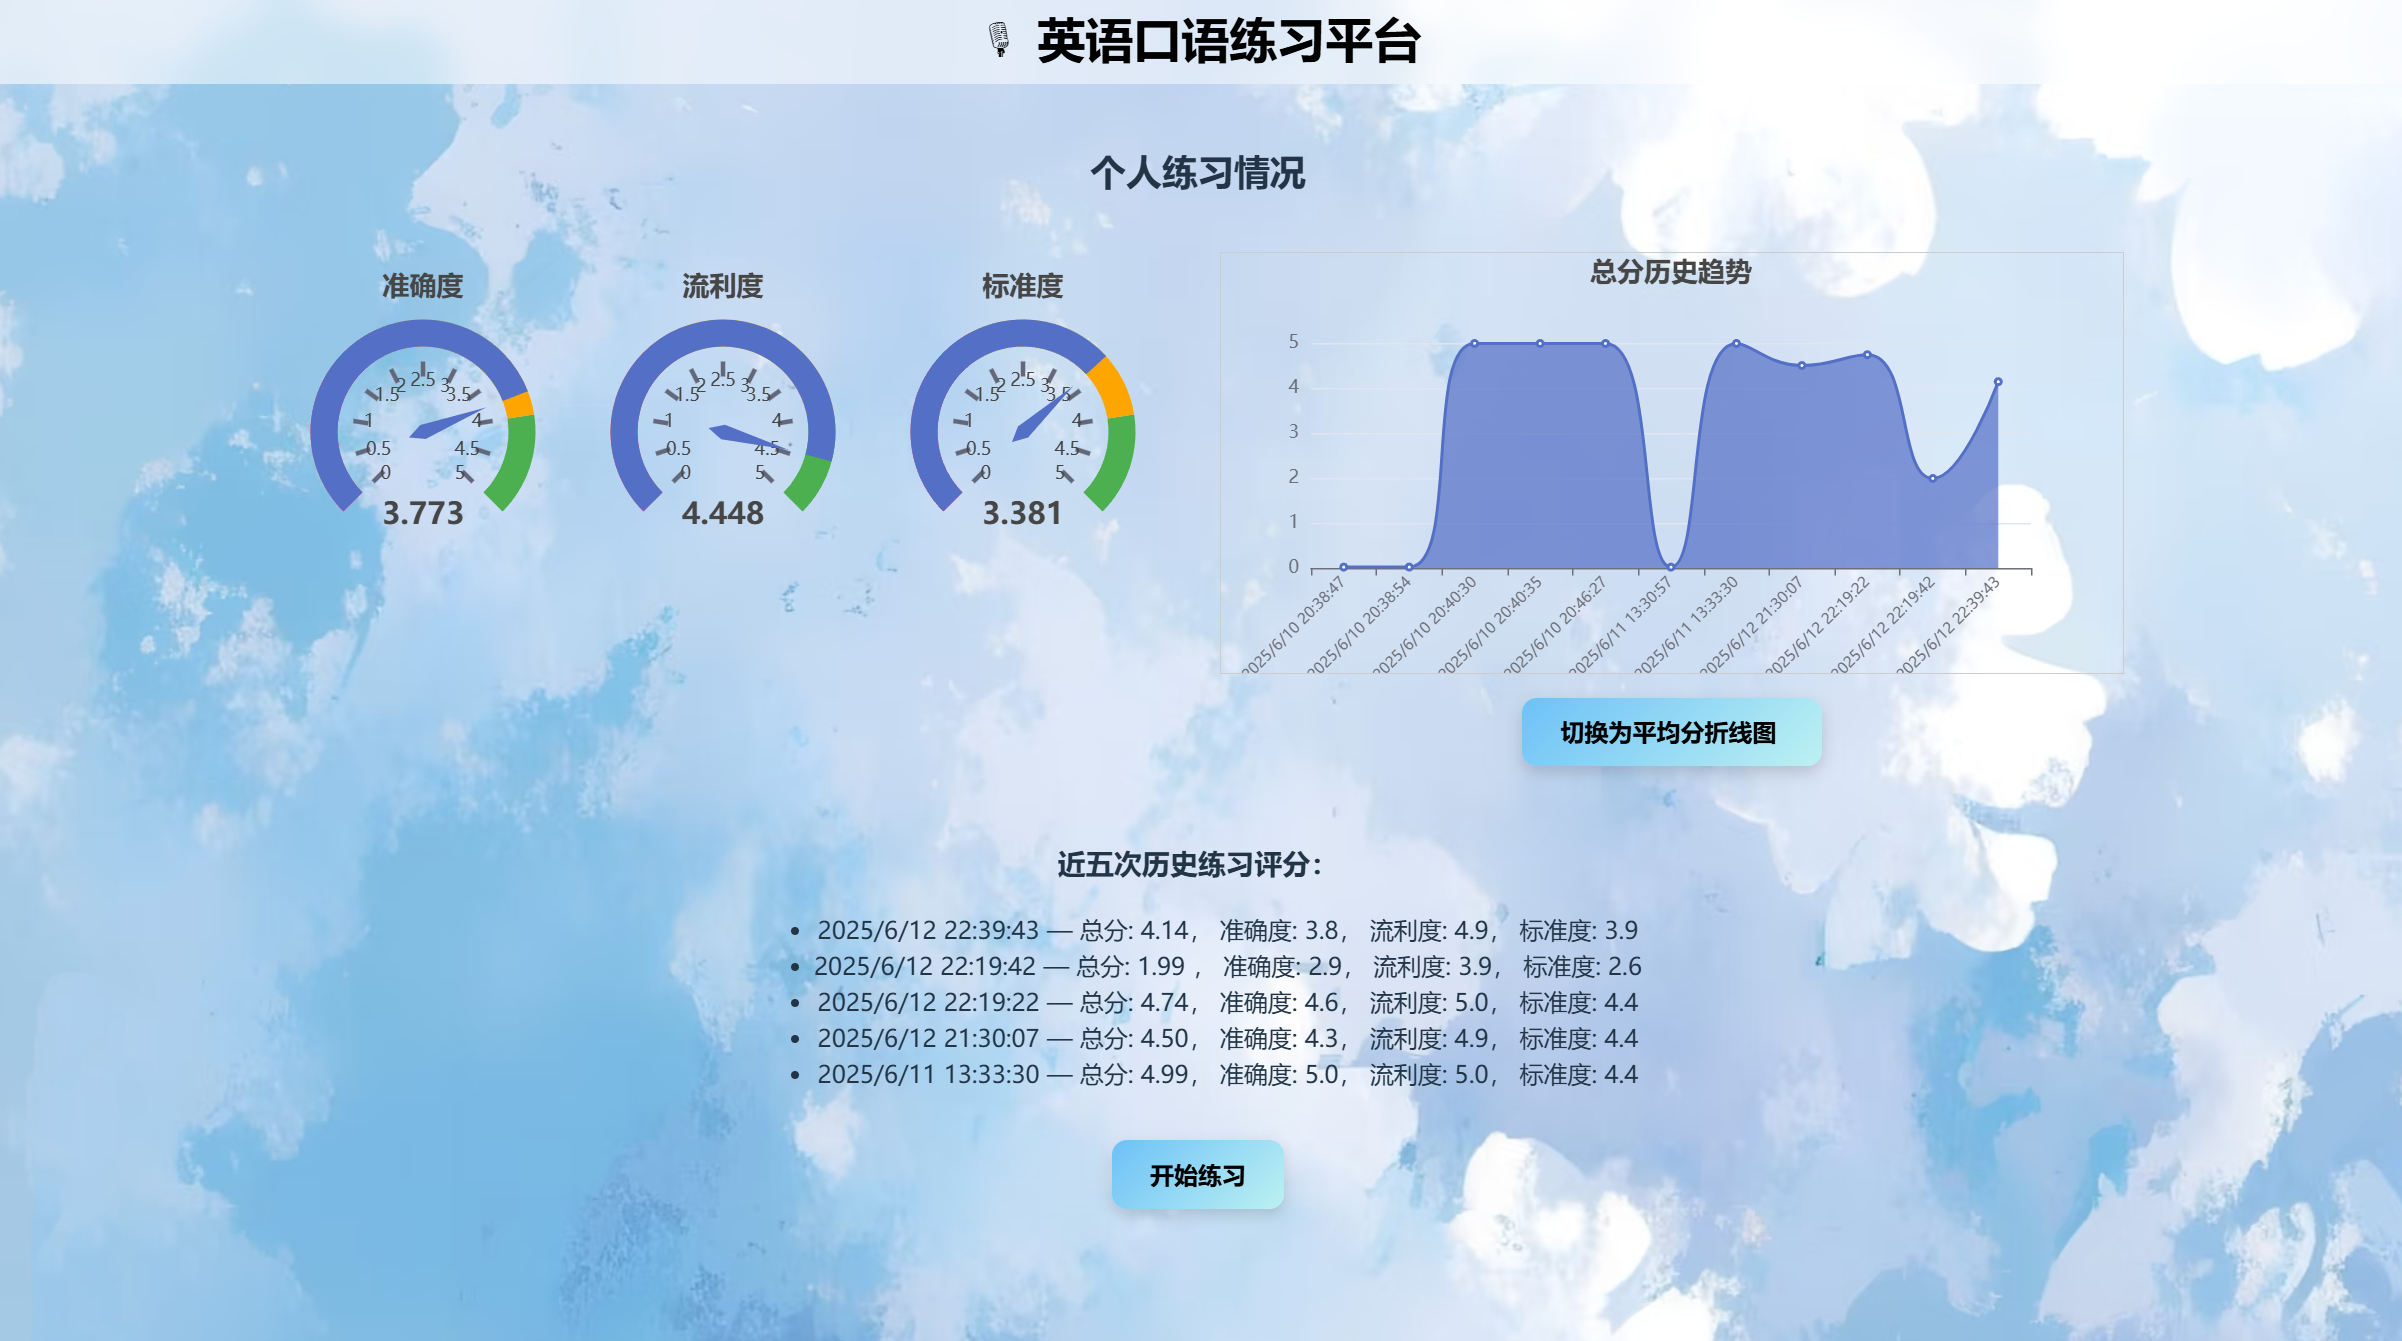 英语口语练习平台
个人练习情况
准确度
0 0.5 1 1.5 2 2.5 3 3.5 4 4.5 5
3.773
流利度
0 0.5 1 1.5 2 2.5 3 3.5 4 4.5 5
4.448
标准度
0 0.5 1 1.5 2 2.5 3 3.5 4 4.5 5
3.381
总分历史趋势
5
4
3
2
1
0
2025/6/10 20:38:47
2025/6/10 20:38:54
2025/6/10 20:40:30
2025/6/10 20:40:35
2025/6/10 20:46:27
2025/6/11 13:30:57
2025/6/11 13:33:30
2025/6/12 21:30:07
2025/6/12 22:19:22
2025/6/12 22:19:42
2025/6/12 22:39:43
切换为平均分折线图
近五次历史练习评分：
• 2025/6/12 22:39:43 — 总分: 4.14， 准确度: 3.8， 流利度: 4.9， 标准度: 3.9
• 2025/6/12 22:19:42 — 总分: 1.99 ， 准确度: 2.9， 流利度: 3.9， 标准度: 2.6
• 2025/6/12 22:19:22 — 总分: 4.74， 准确度: 4.6， 流利度: 5.0， 标准度: 4.4
• 2025/6/12 21:30:07 — 总分: 4.50， 准确度: 4.3， 流利度: 4.9， 标准度: 4.4
• 2025/6/11 13:33:30 — 总分: 4.99， 准确度: 5.0， 流利度: 5.0， 标准度: 4.4
开始练习